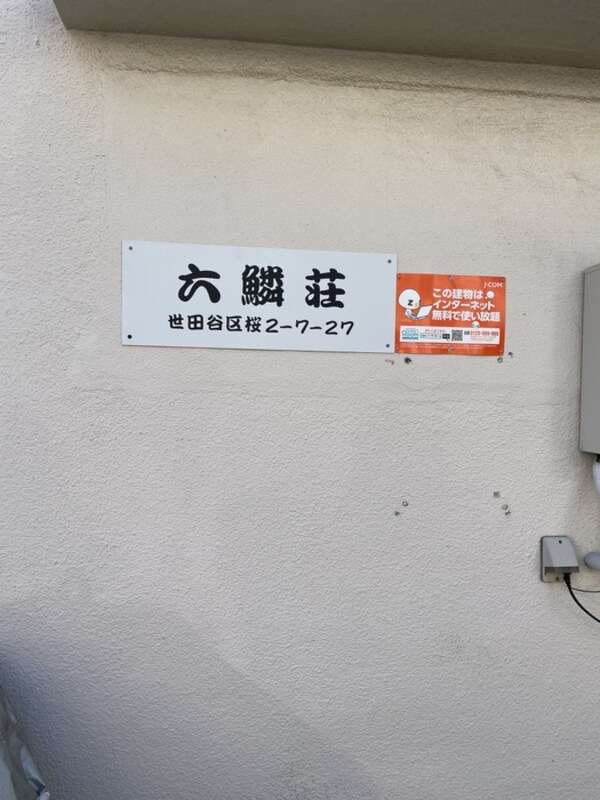 六鱗荘
世田谷区桜2-7-27
J:COM
この建物は
インターネット
無料で使い放題